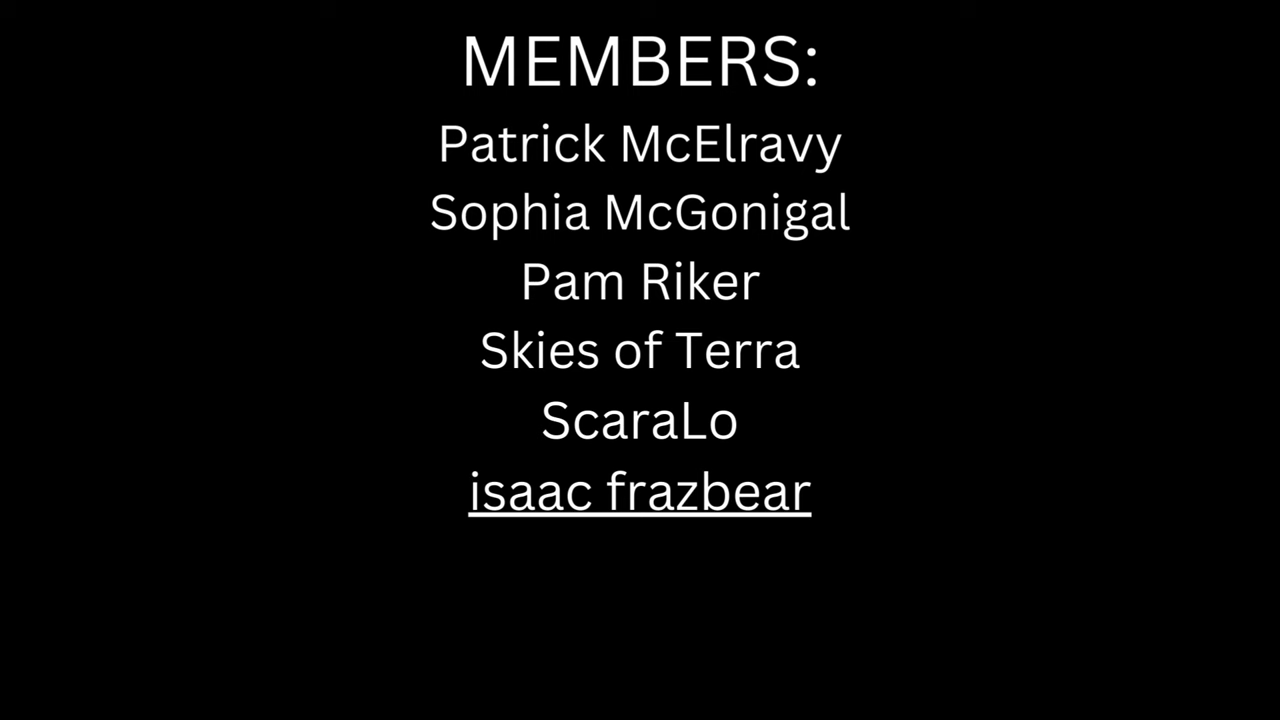 MEMBERS:
Patrick McElravy
Sophia McGonigal
Pam Riker
Skies of Terra
ScaraLo
isaac frazbear